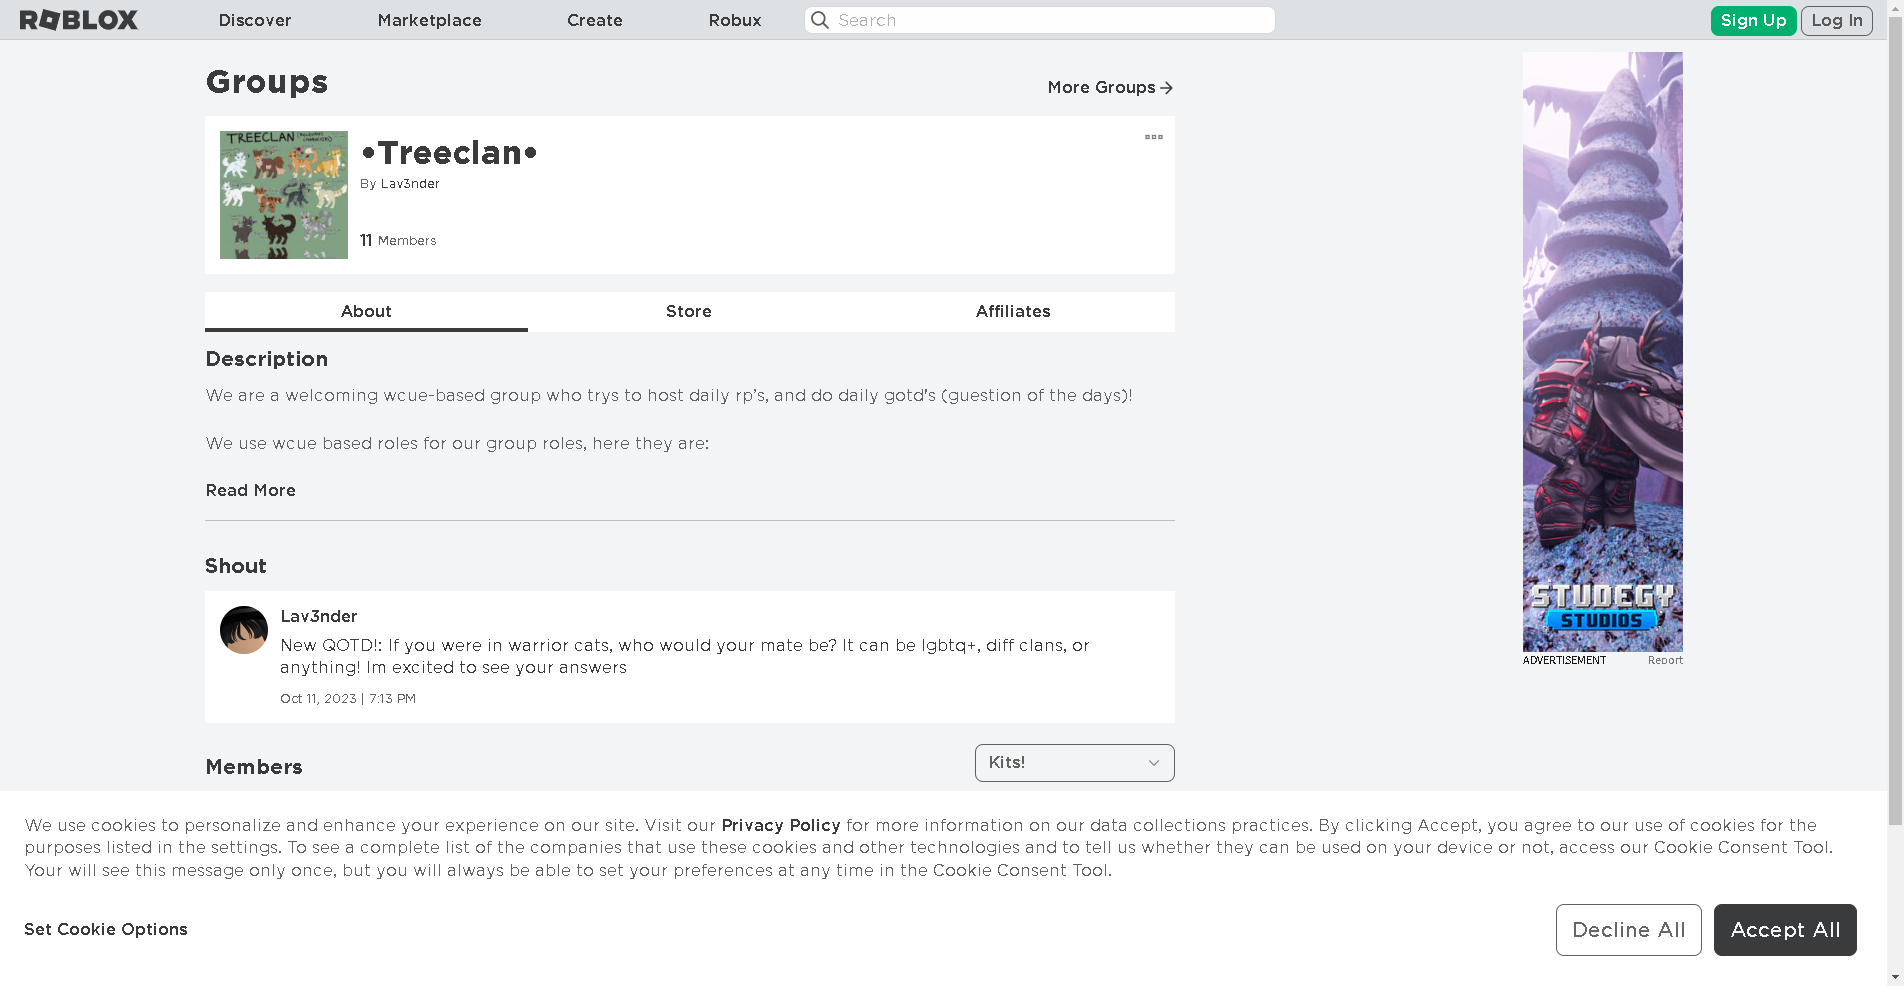 ROBLOX Discover Marketplace Create Robux Search Sign Up Log In
Groups
More Groups
TREECLAN
•Treeclan•
By Lav3nder
11 Members
About Store Affiliates
Description
We are a welcoming wcue-based group who trys to host daily rp's, and do daily qotd's (question of the days)!
We use wcue based roles for our group roles, here they are:
Read More
Shout
Lav3nder
New QOTD!: If you were in warrior cats, who would your mate be? It can be lgbtq+, diff clans, or
anything! Im excited to see your answers
Oct 11, 2023 | 7:13 PM
Members
Kits!
STUDEGY
STUDIOS
ADVERTISEMENT Report
We use cookies to personalize and enhance your experience on our site. Visit our Privacy Policy for more information on our data collections practices. By clicking Accept, you agree to our use of cookies for the
purposes listed in the settings. To see a complete list of the companies that use these cookies and other technologies and to tell us whether they can be used on your device or not, access our Cookie Consent Tool.
Your will see this message only once, but you will always be able to set your preferences at any time in the Cookie Consent Tool.
Set Cookie Options
Decline All
Accept All